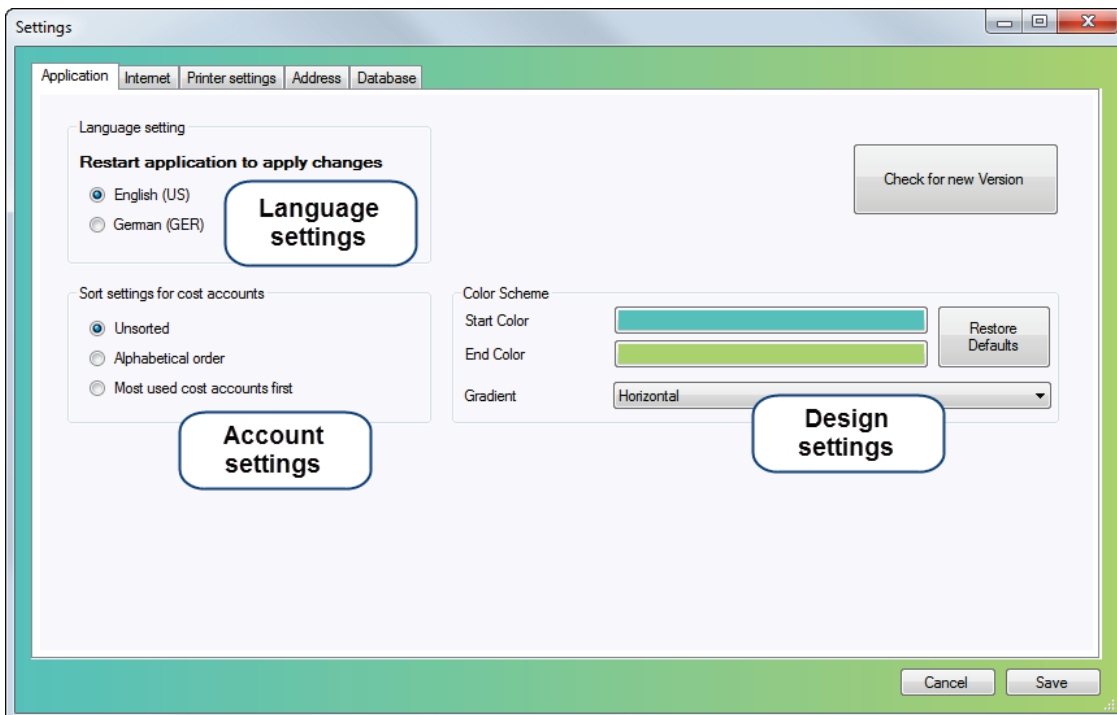 Settings
Application Internet Printer settings Address Database
Language setting
Restart application to apply changes
English (US)
German (GER)
Language
settings
Check for new Version
Sort settings for cost accounts
Unsorted
Alphabetical order
Most used cost accounts first
Account
settings
Color Scheme
Start Color
End Color
Restore
Defaults
Gradient
Horizontal
Design
settings
Cancel
Save